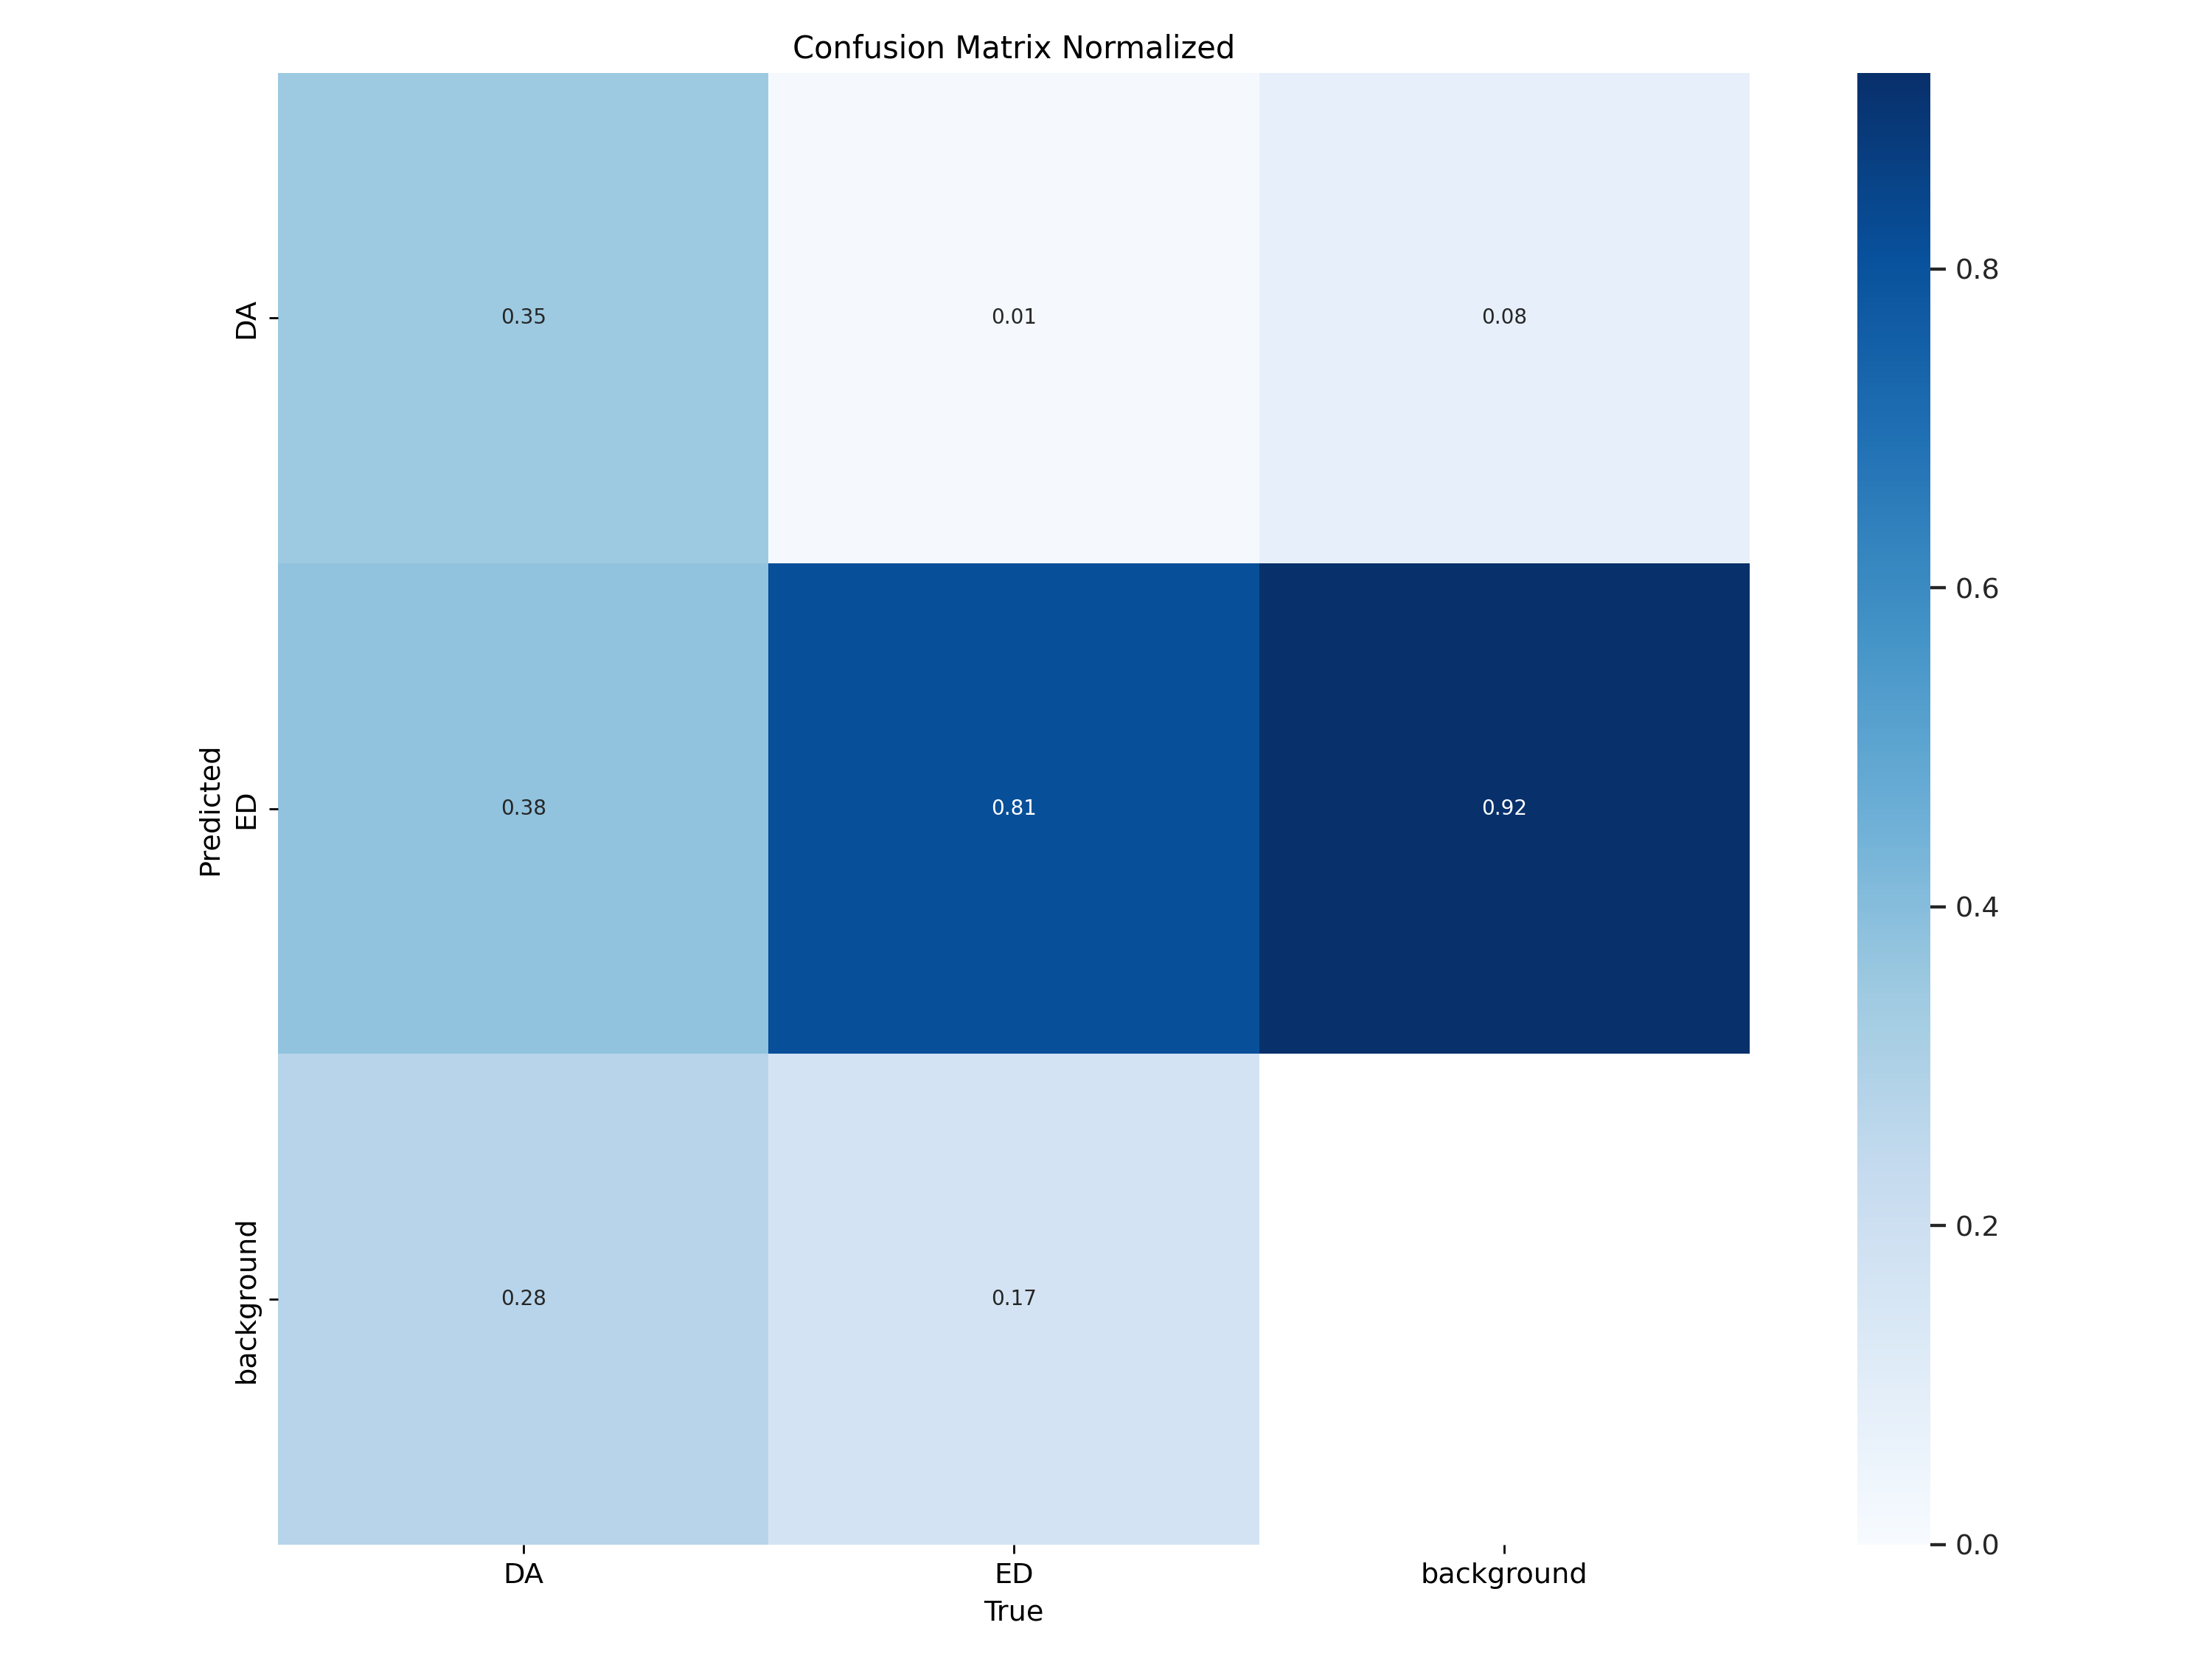 Confusion Matrix Normalized
DA
0.35
0.01
0.08
ED
0.38
0.81
0.92
background
0.28
0.17
Predicted
DA
ED
background
True
0.8
0.6
0.4
0.2
0.0